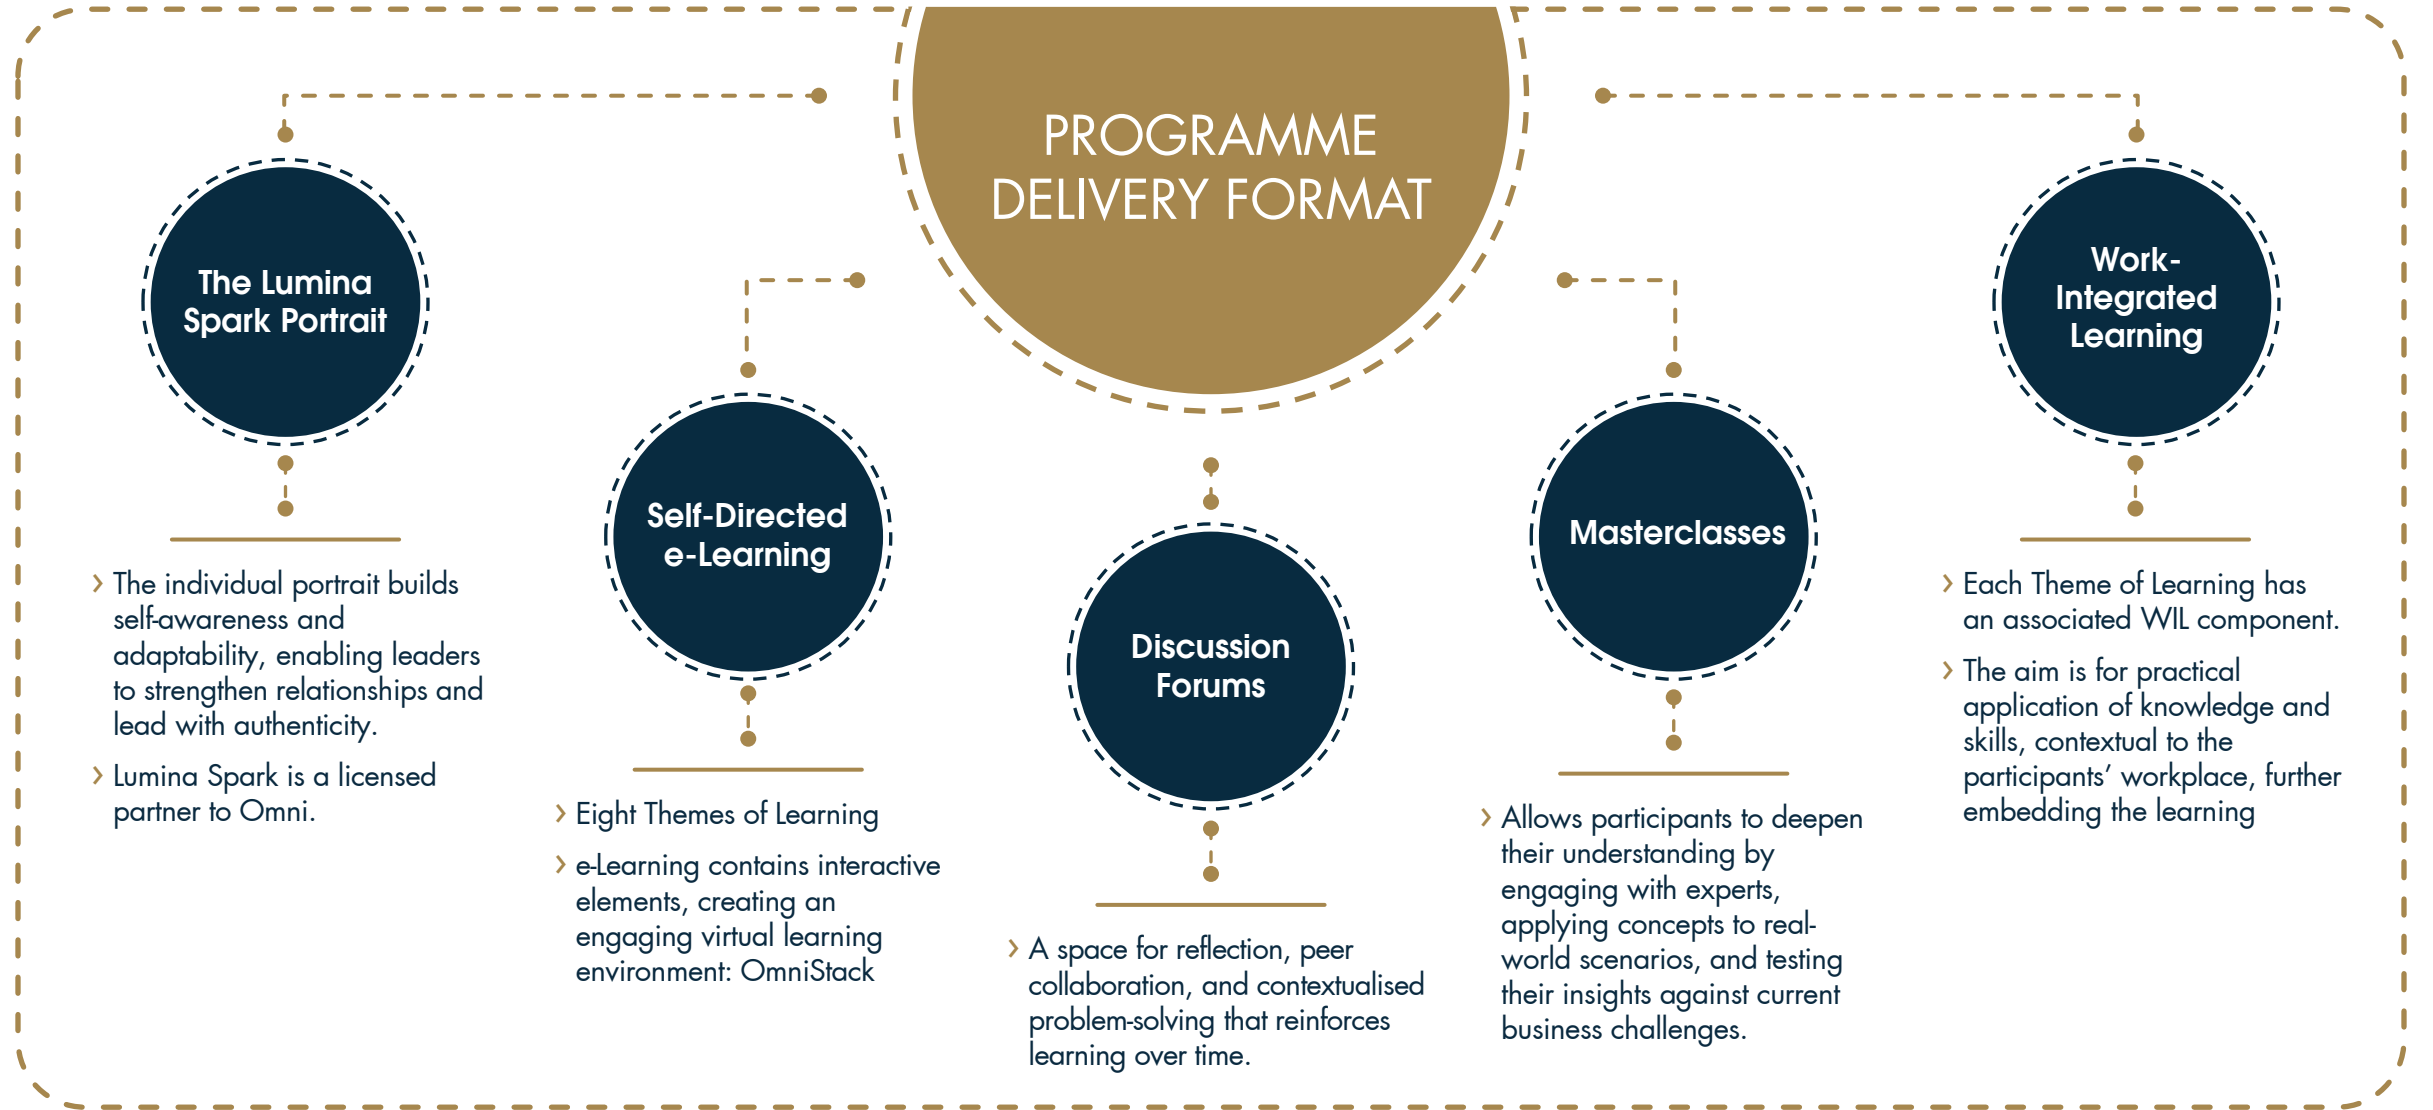 PROGRAMME
DELIVERY FORMAT
The Lumina
Spark Portrait
› The individual portrait builds
self-awareness and
adaptability, enabling leaders
to strengthen relationships and
lead with authenticity.
› Lumina Spark is a licensed
partner to Omni.
Self-Directed
e-Learning
› Eight Themes of Learning
› e-Learning contains interactive
elements, creating an
engaging virtual learning
environment: OmniStack
Discussion
Forums
› A space for reflection, peer
collaboration, and contextualised
problem-solving that reinforces
learning over time.
Masterclasses
› Allows participants to deepen
their understanding by
engaging with experts,
applying concepts to real-
world scenarios, and testing
their insights against current
business challenges.
Work-
Integrated
Learning
› Each Theme of Learning has
an associated WIL component.
› The aim is for practical
application of knowledge and
skills, contextual to the
participants’ workplace, further
embedding the learning